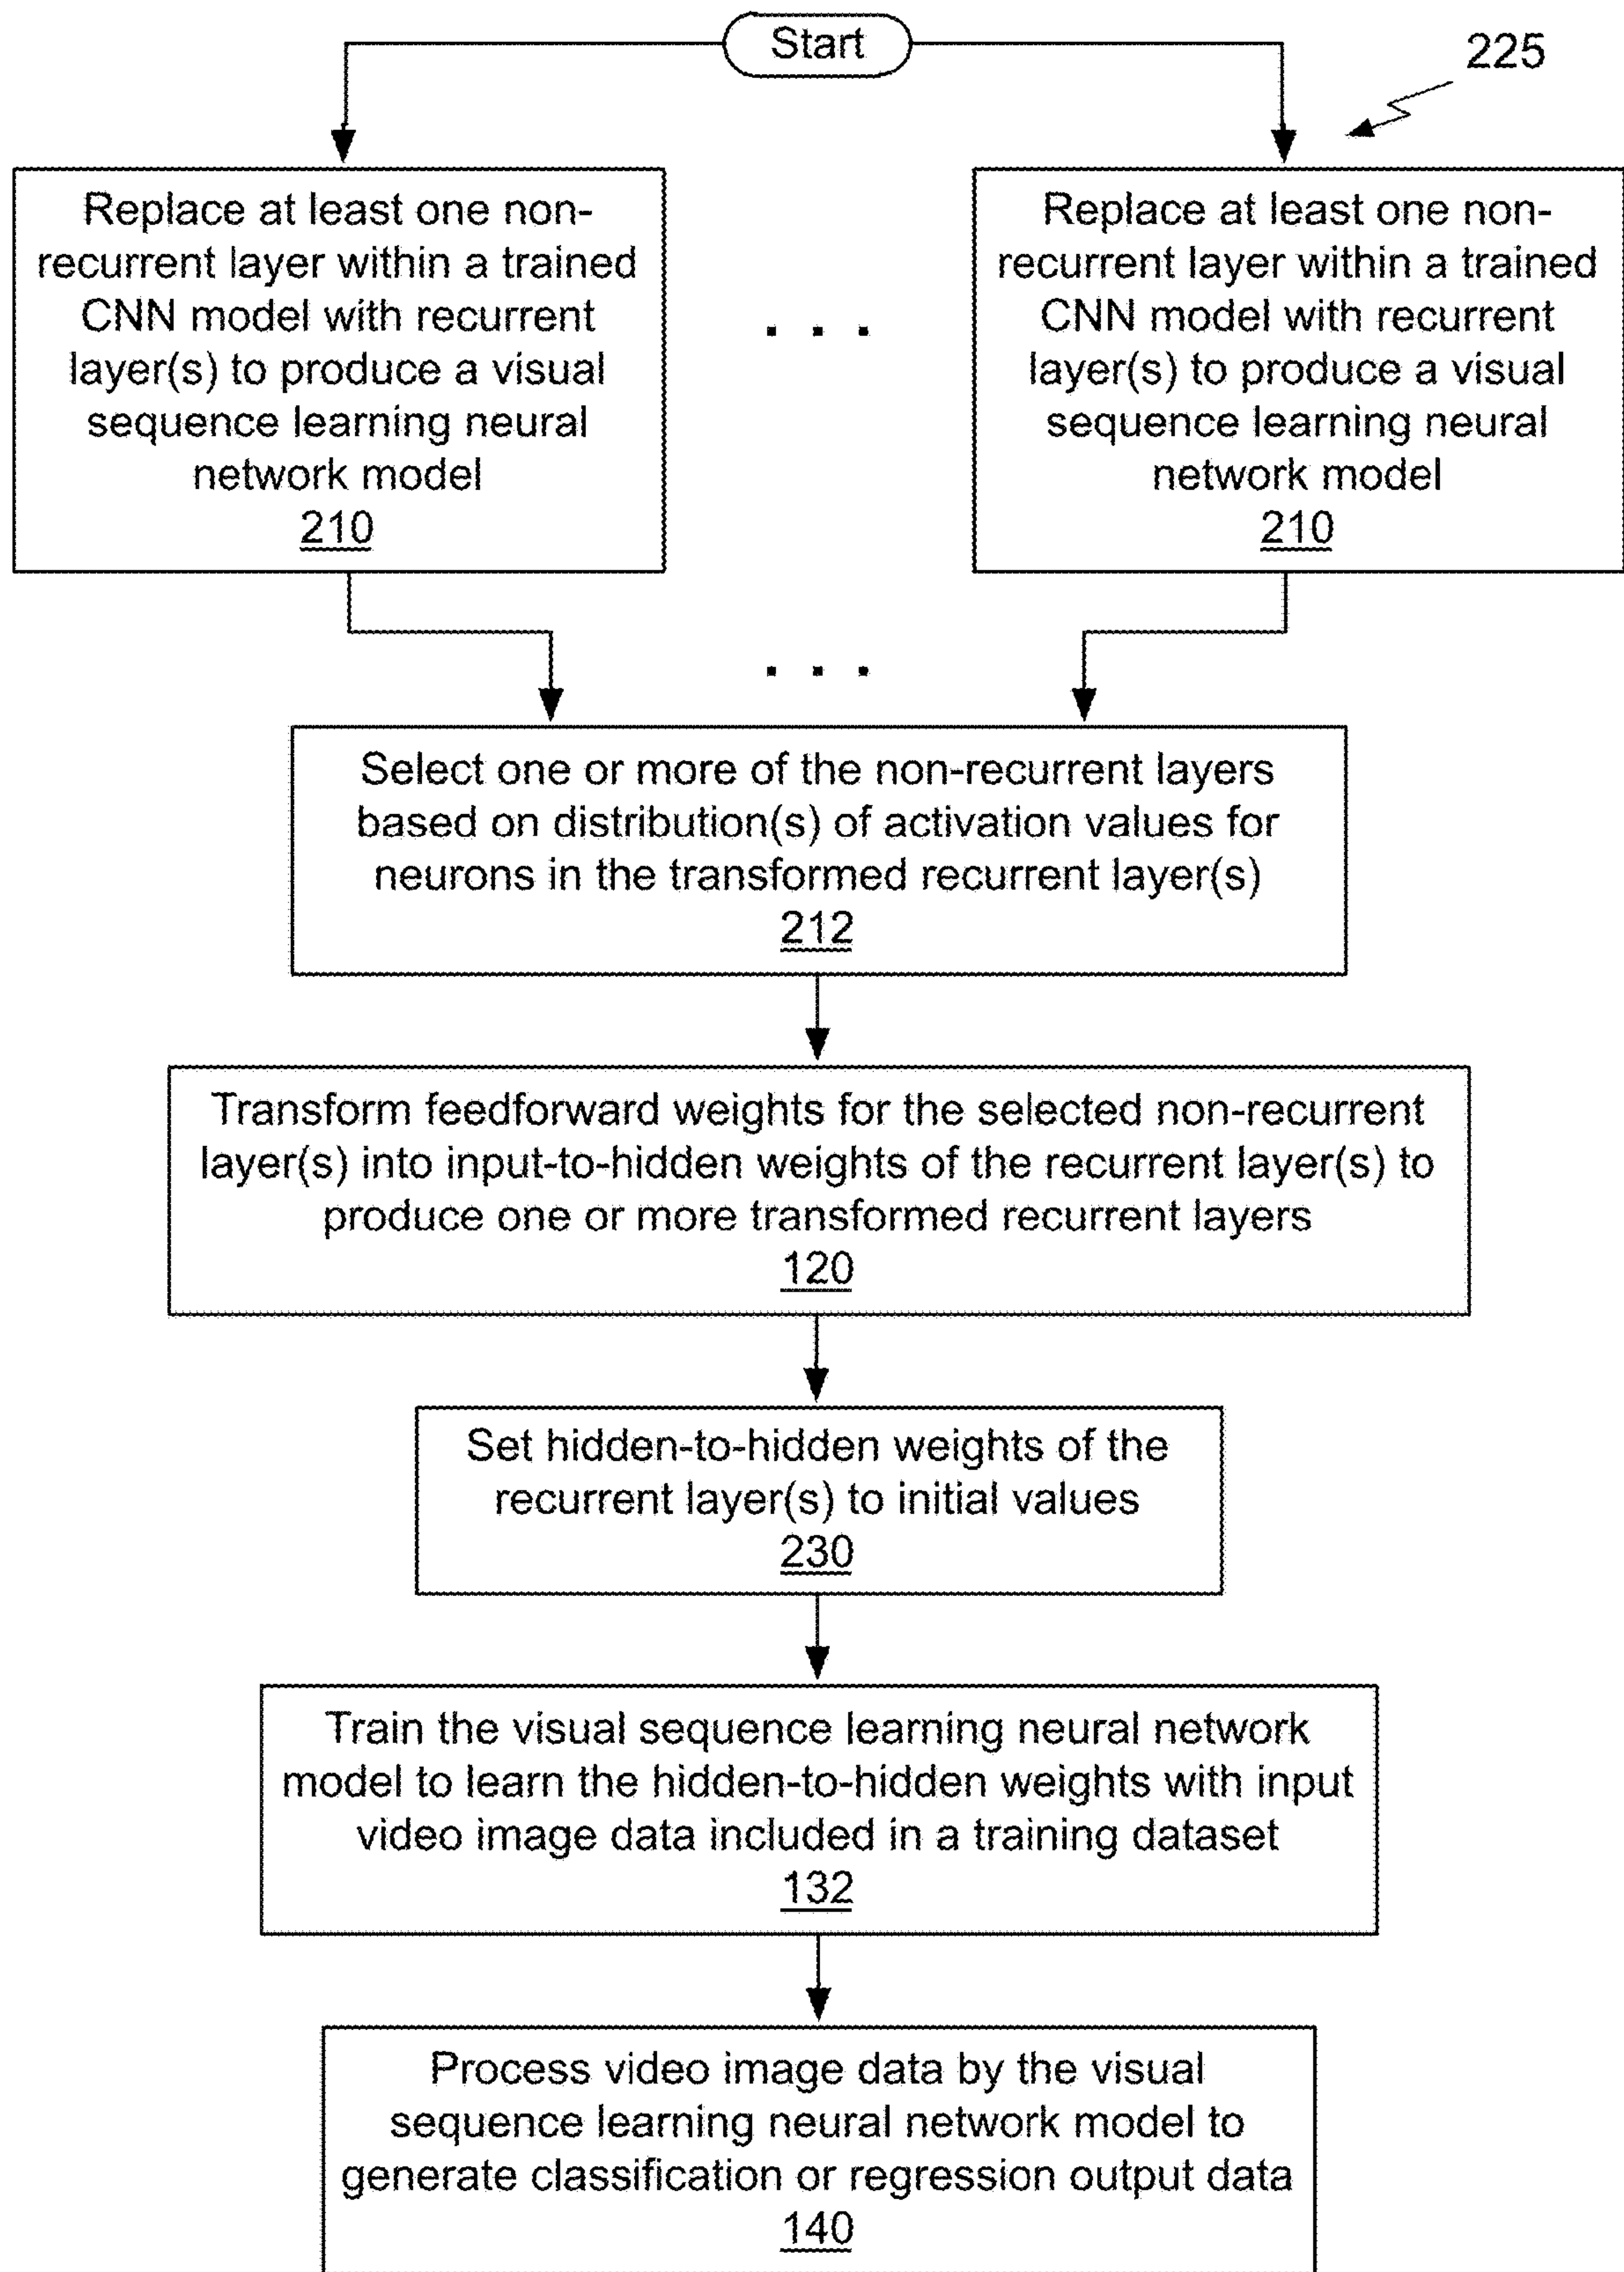 Start
225
Replace at least one non-
recurrent layer within a trained
CNN model with recurrent
layer(s) to produce a visual
sequence learning neural
network model
210
. . .
Replace at least one non-
recurrent layer within a trained
CNN model with recurrent
layer(s) to produce a visual
sequence learning neural
network model
210
. . .
Select one or more of the non-recurrent layers
based on distribution(s) of activation values for
neurons in the transformed recurrent layer(s)
212
Transform feedforward weights for the selected non-recurrent
layer(s) into input-to-hidden weights of the recurrent layer(s) to
produce one or more transformed recurrent layers
120
Set hidden-to-hidden weights of the
recurrent layer(s) to initial values
230
Train the visual sequence learning neural network
model to learn the hidden-to-hidden weights with input
video image data included in a training dataset
132
Process video image data by the visual
sequence learning neural network model to
generate classification or regression output data
140